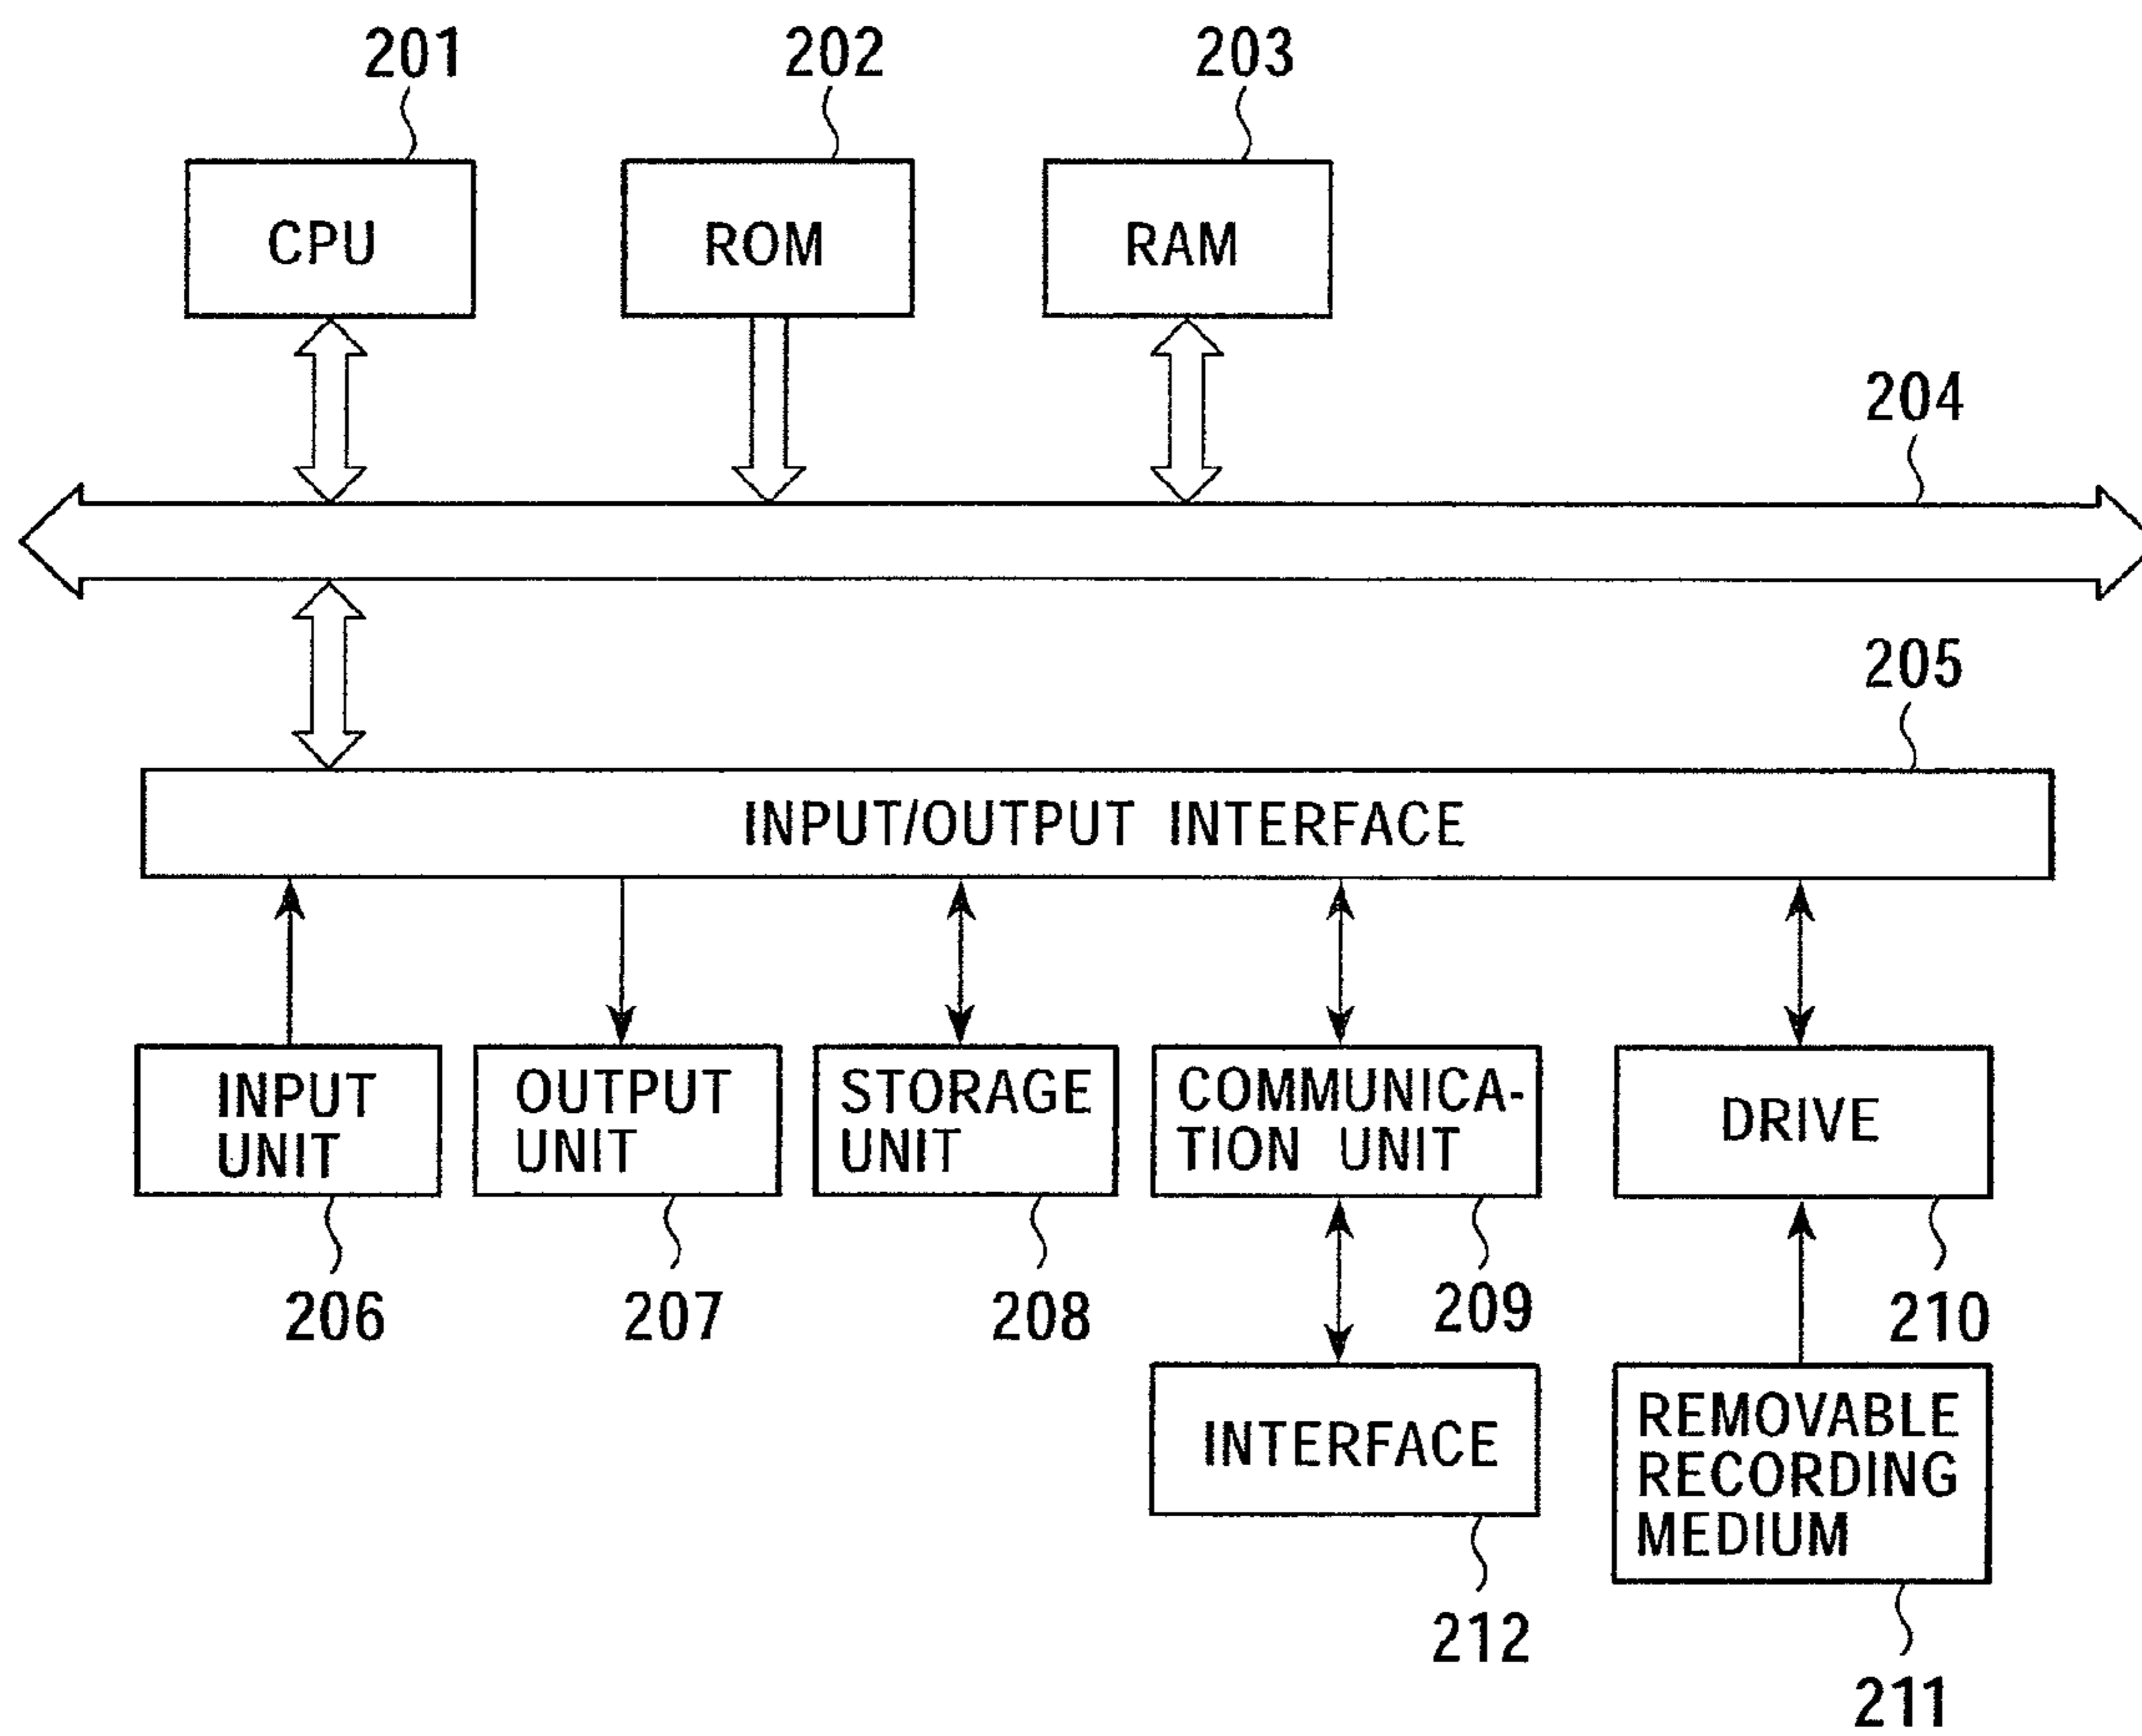 201
202
203
CPU
ROM
RAM
204
205
INPUT/OUTPUT INTERFACE
INPUT
UNIT
OUTPUT
UNIT
STORAGE
UNIT
COMMUNICA-
TION UNIT
DRIVE
206
207
208
209
210
INTERFACE
REMOVABLE
RECORDING
MEDIUM
212
211